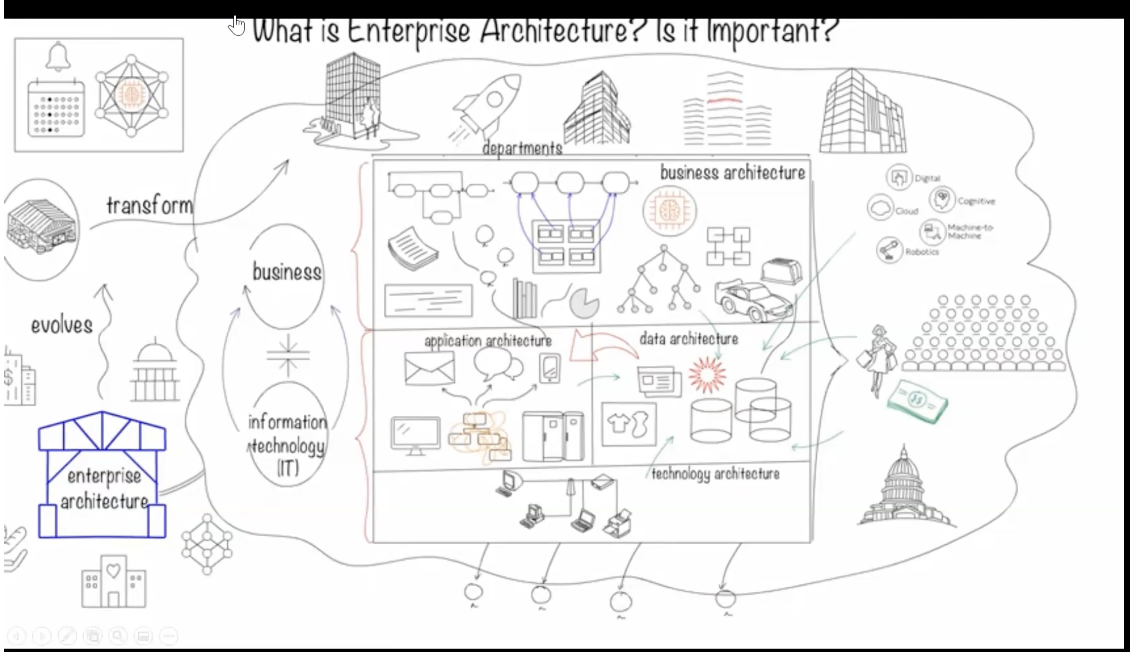 What is Enterprise Architecture? Is it Important?
departments
business architecture
transform
Digital
Cognitive
Cloud
Machine-to
Machine
Robotics
business
evolves
application architecture
data architecture
information
technology
(IT)
enterprise
architecture
technology architecture